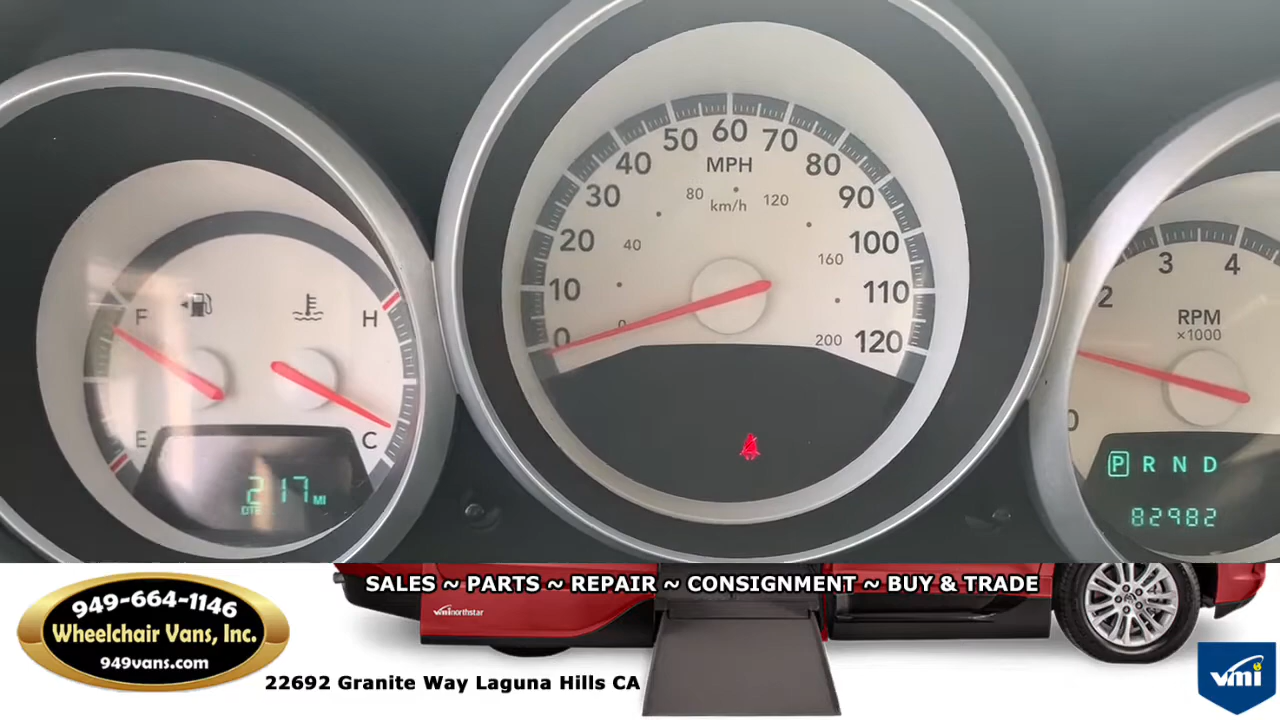 F
E
H
C
217 MI
DTE
0
10
20
30
40
50
60
70
80
90
100
110
120
MPH
km/h
0
40
80
120
160
200
0
2
3
4
RPM
×1000
P R N D
82982
SALES ~ PARTS ~ REPAIR ~ CONSIGNMENT ~ BUY & TRADE
949-664-1146
Wheelchair Vans, Inc.
949vans.com
22692 Granite Way Laguna Hills CA
vmi northstar
vmi